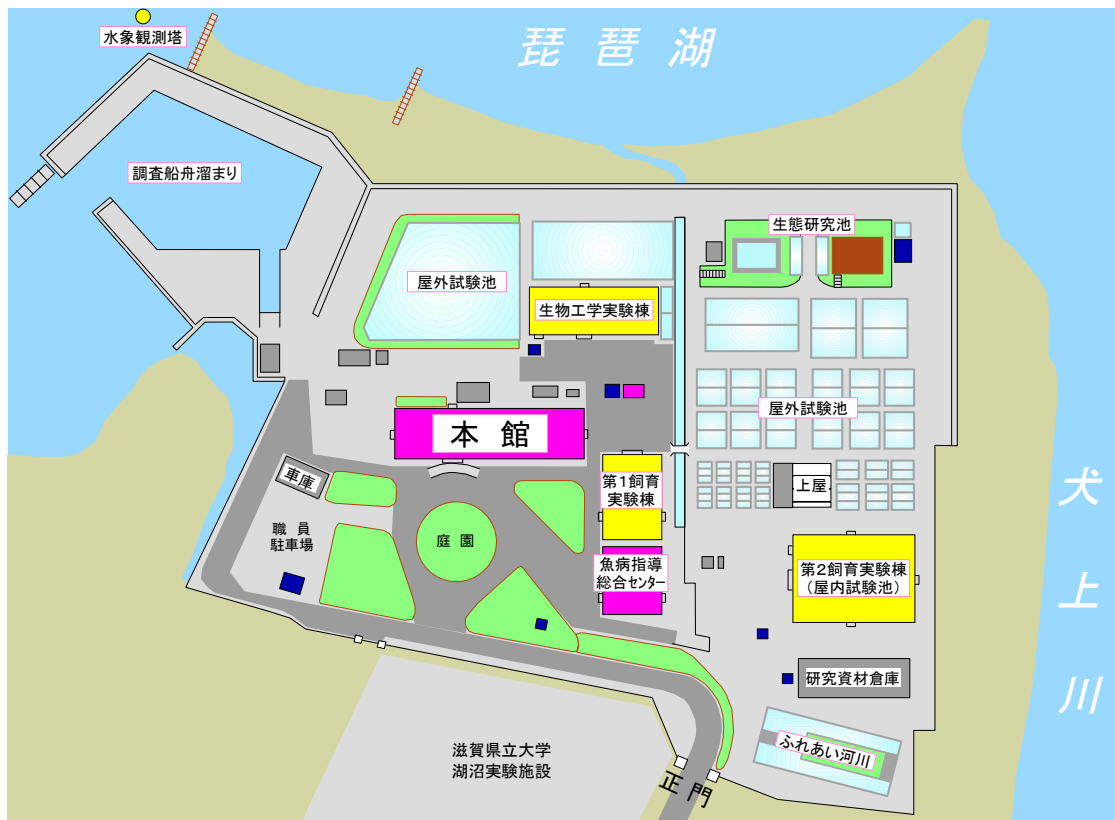 琵琶湖
水象観測塔
調査船舟溜まり
生態研究池
屋外試験池
生物工学実験棟
屋外試験池
本館
車庫
第1飼育
実験棟
上屋
職員
駐車場
庭園
魚病指導
総合センター
第2飼育実験棟
(屋内試験池)
犬上川
研究資材倉庫
ふれあい河川
滋賀県立大学
湖沼実験施設
正門